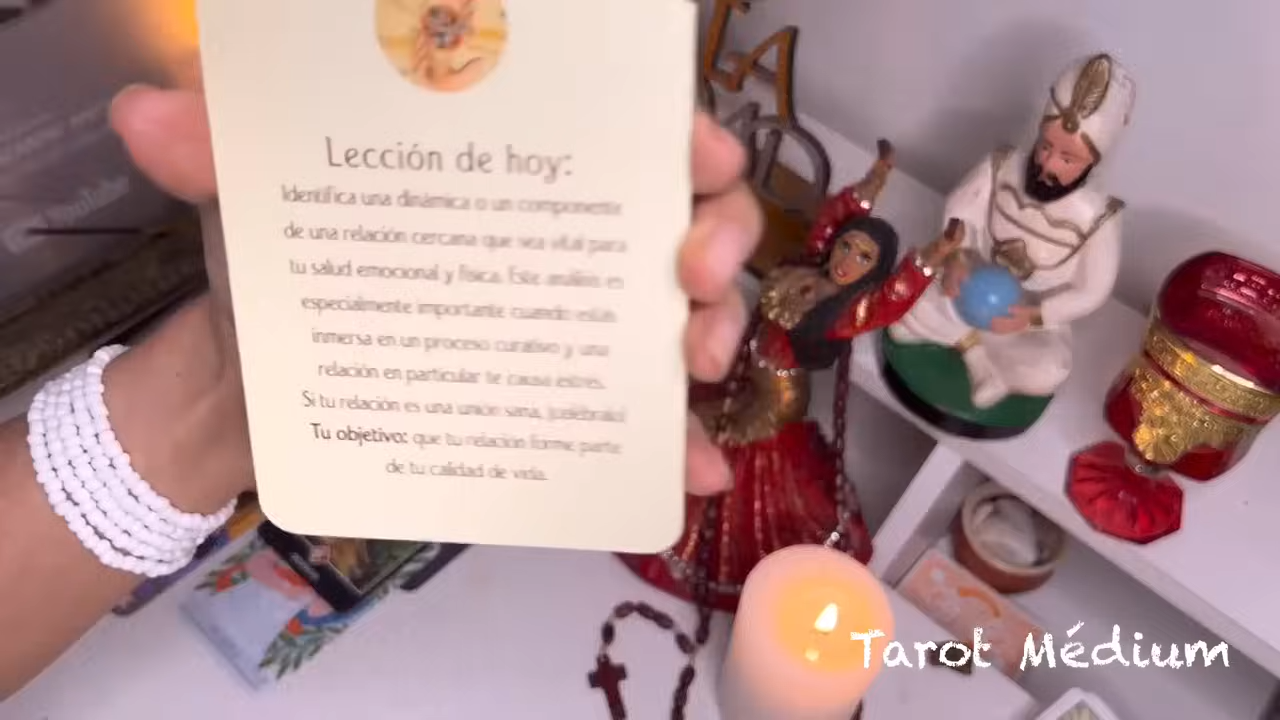 LA
Lección de hoy:
Identifica una dinámica o un componente
de una relación cercana que sea vital para
tu salud emocional y física. Este análisis es
especialmente importante cuando estás
inmersa en un proceso curativo y una
relación en particular te causa estrés.
Si tu relación es una unión sana, ¡celébralo!
Tu objetivo: que tu relación forme parte
de tu calidad de vida.
Tarot Médium